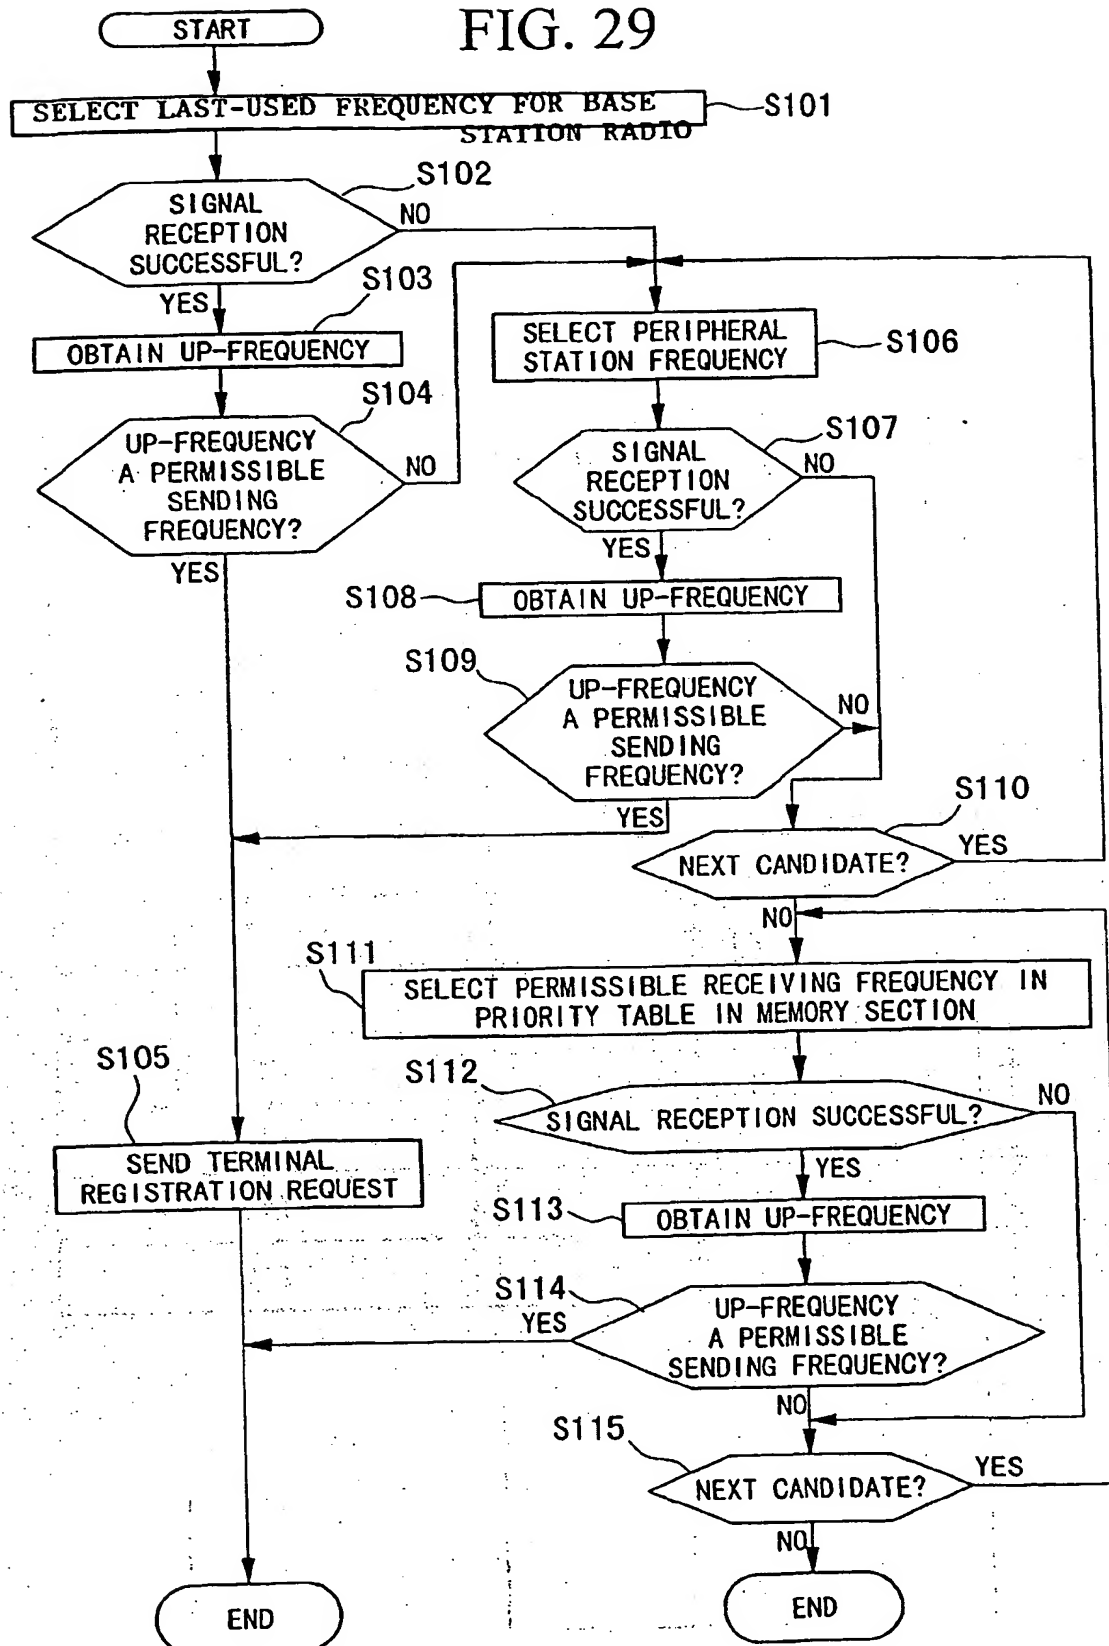 FIG. 29
START
SELECT LAST-USED FREQUENCY FOR BASE
STATION RADIO
S101
S102
SIGNAL
RECEPTION
SUCCESSFUL?
NO
YES
S103
OBTAIN UP-FREQUENCY
S104
UP-FREQUENCY
A PERMISSIBLE
SENDING
FREQUENCY?
NO
YES
SELECT PERIPHERAL
STATION FREQUENCY
S106
S107
SIGNAL
RECEPTION
SUCCESSFUL?
NO
YES
S108
OBTAIN UP-FREQUENCY
S109
UP-FREQUENCY
A PERMISSIBLE
SENDING
FREQUENCY?
NO
YES
S110
NEXT CANDIDATE?
YES
NO
S111
SELECT PERMISSIBLE RECEIVING FREQUENCY IN
PRIORITY TABLE IN MEMORY SECTION
S105
SEND TERMINAL
REGISTRATION REQUEST
S112
SIGNAL RECEPTION SUCCESSFUL?
NO
YES
S113
OBTAIN UP-FREQUENCY
S114
YES
UP-FREQUENCY
A PERMISSIBLE
SENDING FREQUENCY?
NO
S115
NEXT CANDIDATE?
YES
NO
END
END